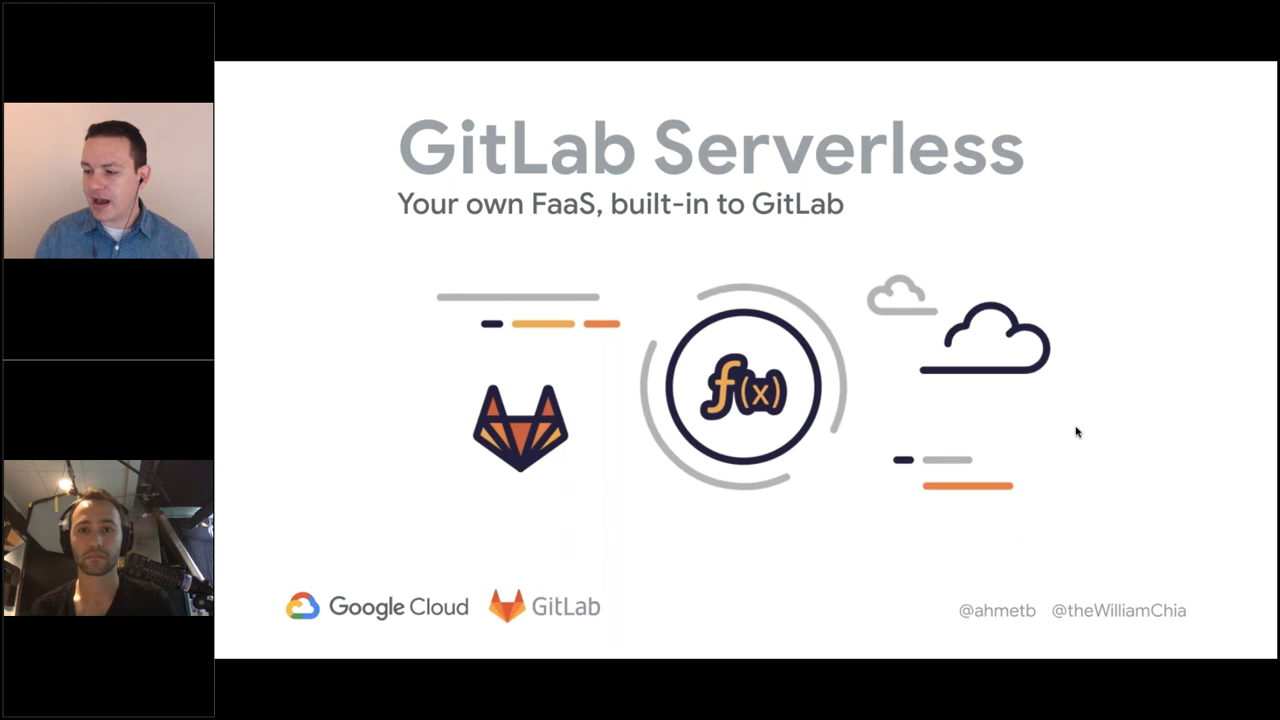 GitLab Serverless
Your own FaaS, built-in to GitLab
f(x)
Google Cloud GitLab
@ahmetb @theWilliamChia